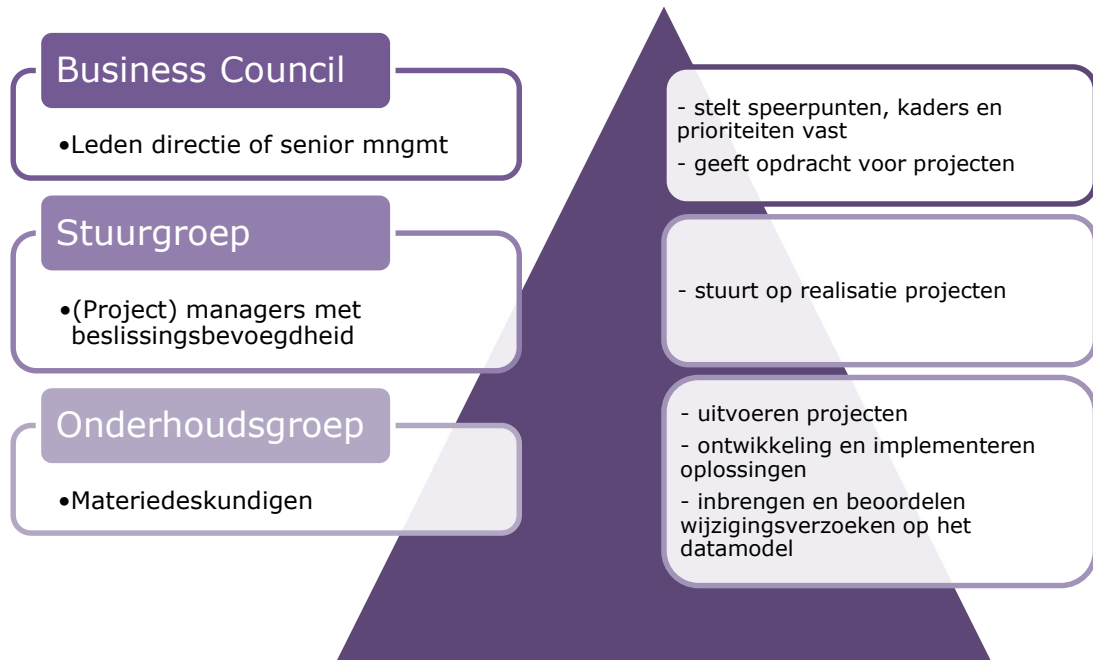 Business Council
•Leden directie of senior mngmt
- stelt speerpunten, kaders en
prioriteiten vast
- geeft opdracht voor projecten
Stuurgroep
•(Project) managers met
beslissingsbevoegdheid
- stuurt op realisatie projecten
Onderhoudsgroep
•Materiedeskundigen
- uitvoeren projecten
- ontwikkeling en implementeren
oplossingen
- inbrengen en beoordelen
wijzigingsverzoeken op het
datamodel